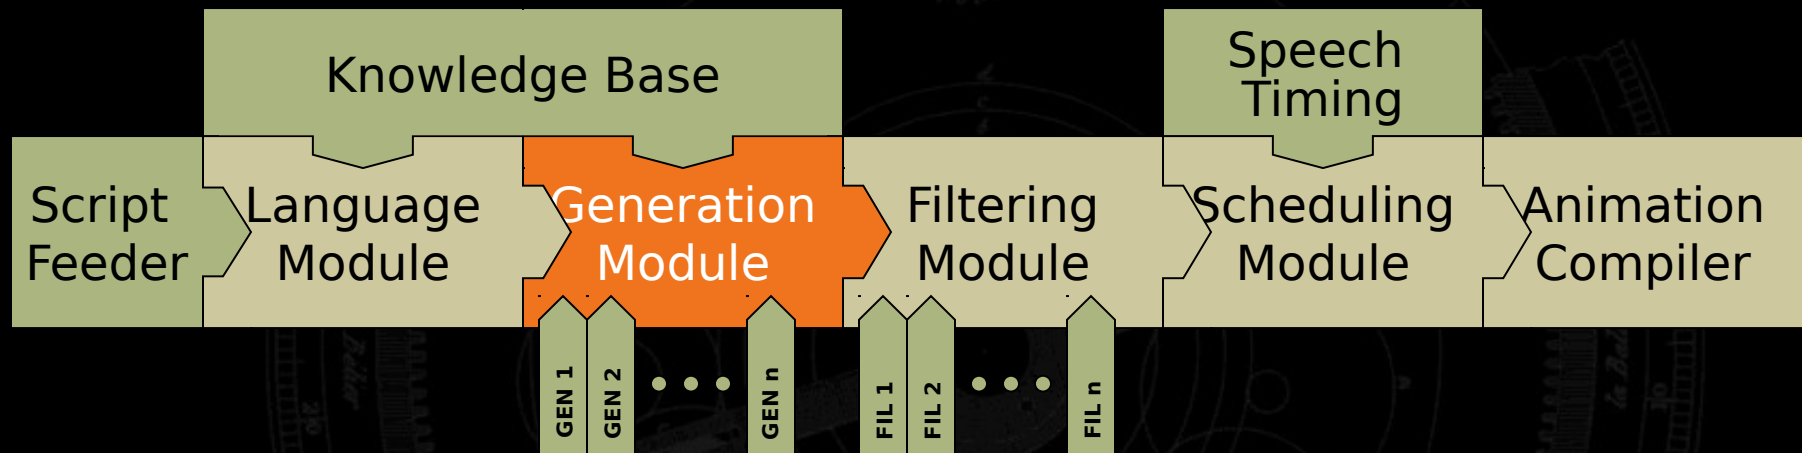 Knowledge Base
Speech
Timing
Script
Feeder
Language
Module
Generation
Module
Filtering
Module
Scheduling
Module
Animation
Compiler
GEN 1
GEN 2
GEN n
FIL 1
FIL 2
FIL n